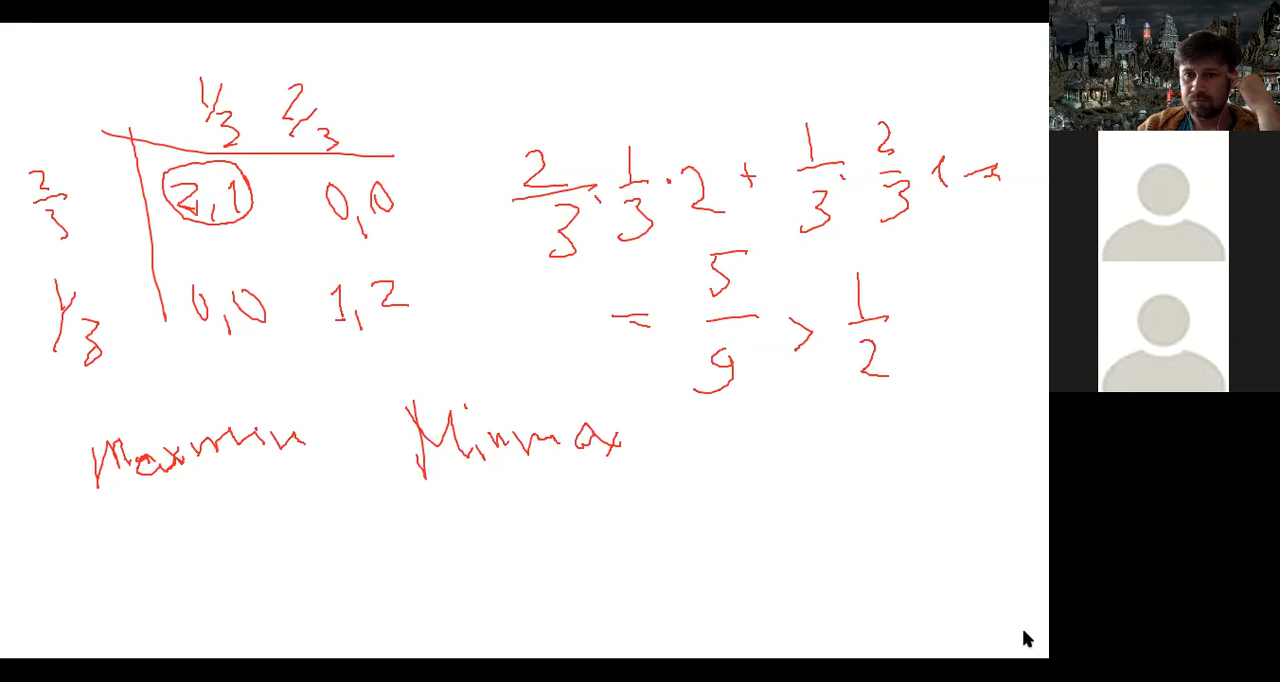 1/3 2/3
2/3 2,1 0,0
1/3 0,0 1,2
2/3 · 1/3 · 2 + 1/3 · 2/3
= 5/9 > 1/2
Maxmin Minmax